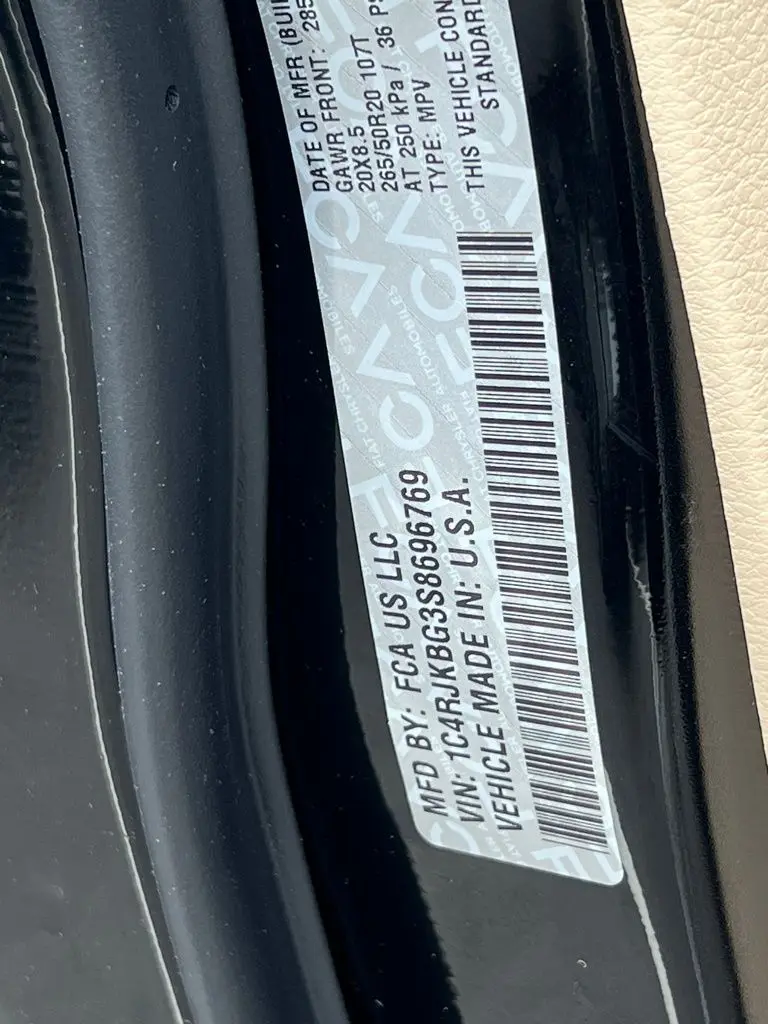 MFD BY: FCA US LLC
VIN: 1C4RJKBG3S8696769
VEHICLE MADE IN: U.S.A.
DATE OF MFR (BUI
GAWR FRONT: 285
20X8.5
265/50R20 107T
AT 250 kPa / 36 PS
TYPE: MPV
THIS VEHICLE CON
STANDARD